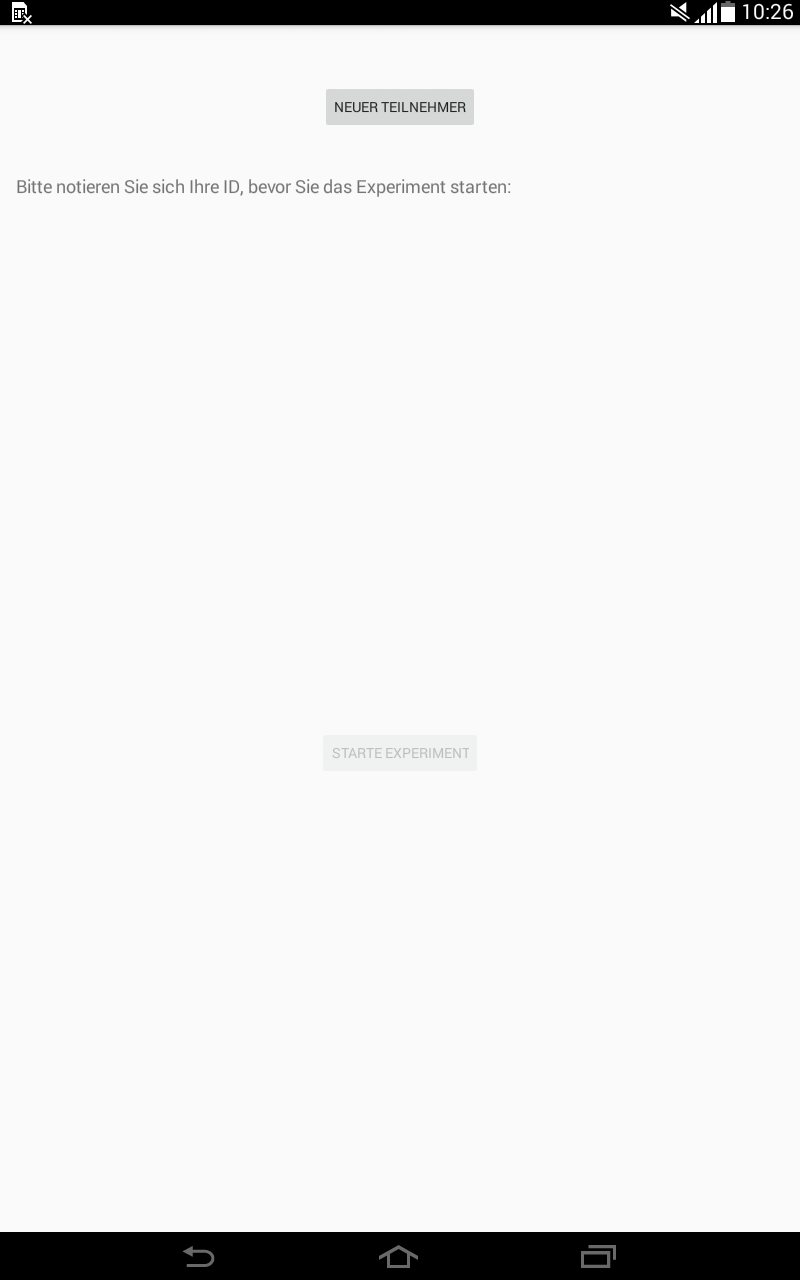 10:26
NEUER TEILNEHMER
Bitte notieren Sie sich Ihre ID, bevor Sie das Experiment starten:
STARTE EXPERIMENT